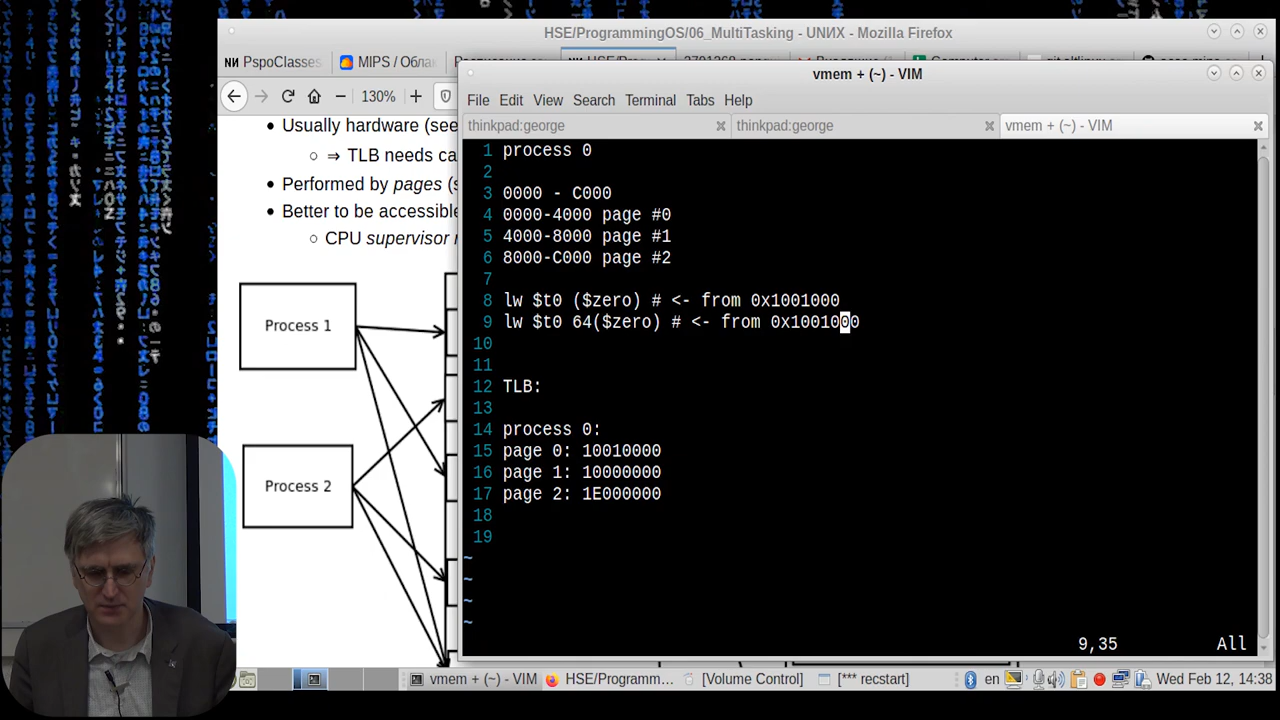 HSE/ProgrammingOS/06_MultiTasking - UNИX - Mozilla Firefox
ИИ PspoClasses
MIPS / Обла
HSE/Pro
130%
vmem + (~) - VIM
File Edit View Search Terminal Tabs Help
thinkpad:george
thinkpad:george
vmem + (~) - VIM
Usually hardware (see
⇒ TLB needs ca
Performed by pages (s
Better to be accessible
CPU supervisor
Process 1
Process 2
1 process 0
2
3 0000 - C000
4 0000-4000 page #0
5 4000-8000 page #1
6 8000-C000 page #2
7
8 lw $t0 ($zero) # <- from 0x1001000
9 lw $t0 64($zero) # <- from 0x1001000
10
11
12 TLB:
13
14 process 0:
15 page 0: 10010000
16 page 1: 10000000
17 page 2: 1E000000
18
19
~
~
~
~
9,35 All
vmem + (~) - VIM
HSE/Programm...
[Volume Control]
[*** recstart]
en
Wed Feb 12, 14:38